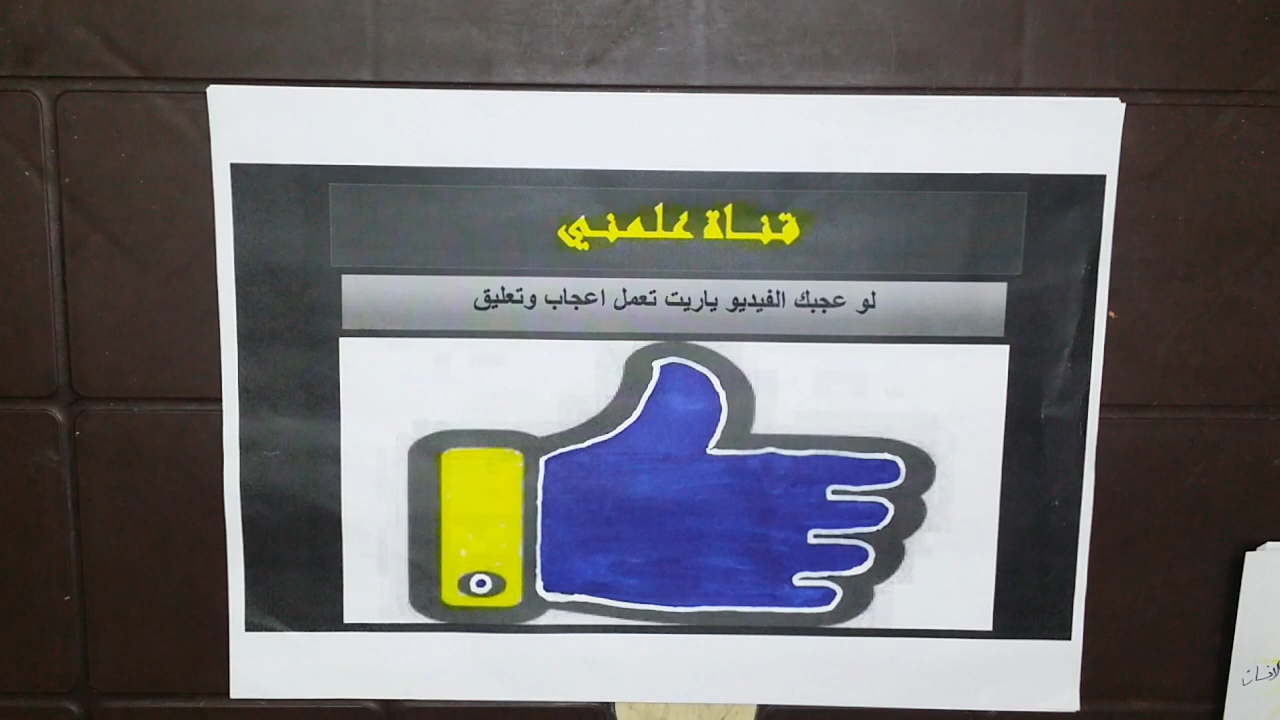 قناة علمني
لو عجبك الفيديو ياريت تعمل اعجاب وتعليق